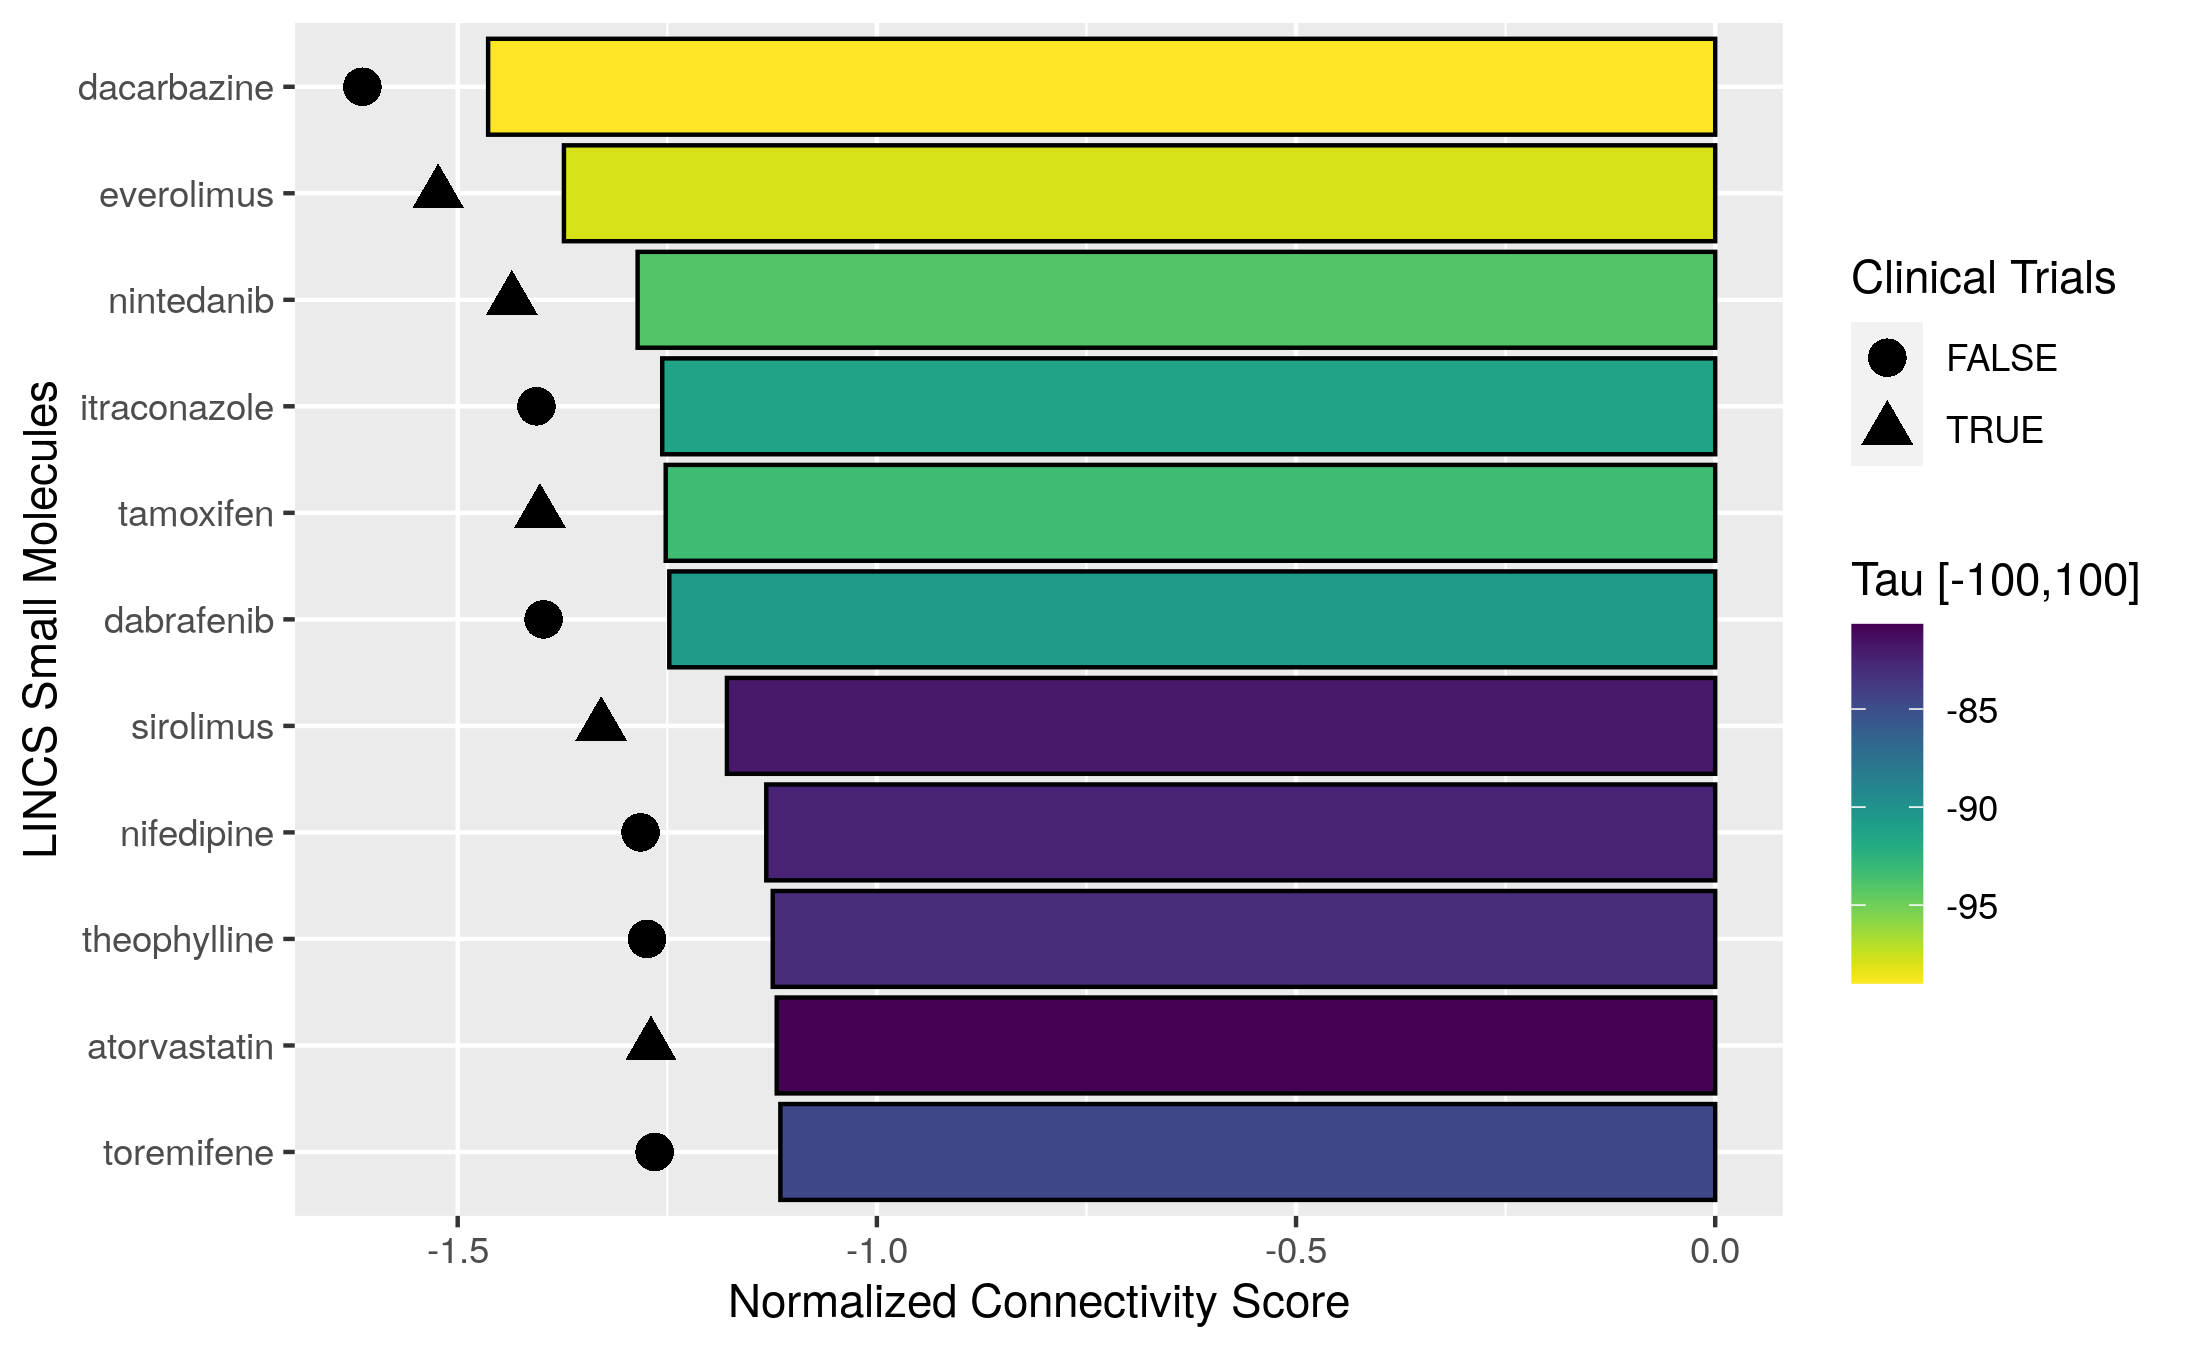 LINCS Small Molecules
dacarbazine
everolimus
nintedanib
itraconazole
tamoxifen
dabrafenib
sirolimus
nifedipine
theophylline
atorvastatin
toremifene
-1.5
-1.0
-0.5
0.0
Normalized Connectivity Score
Clinical Trials
FALSE
TRUE
Tau [-100,100]
-85
-90
-95